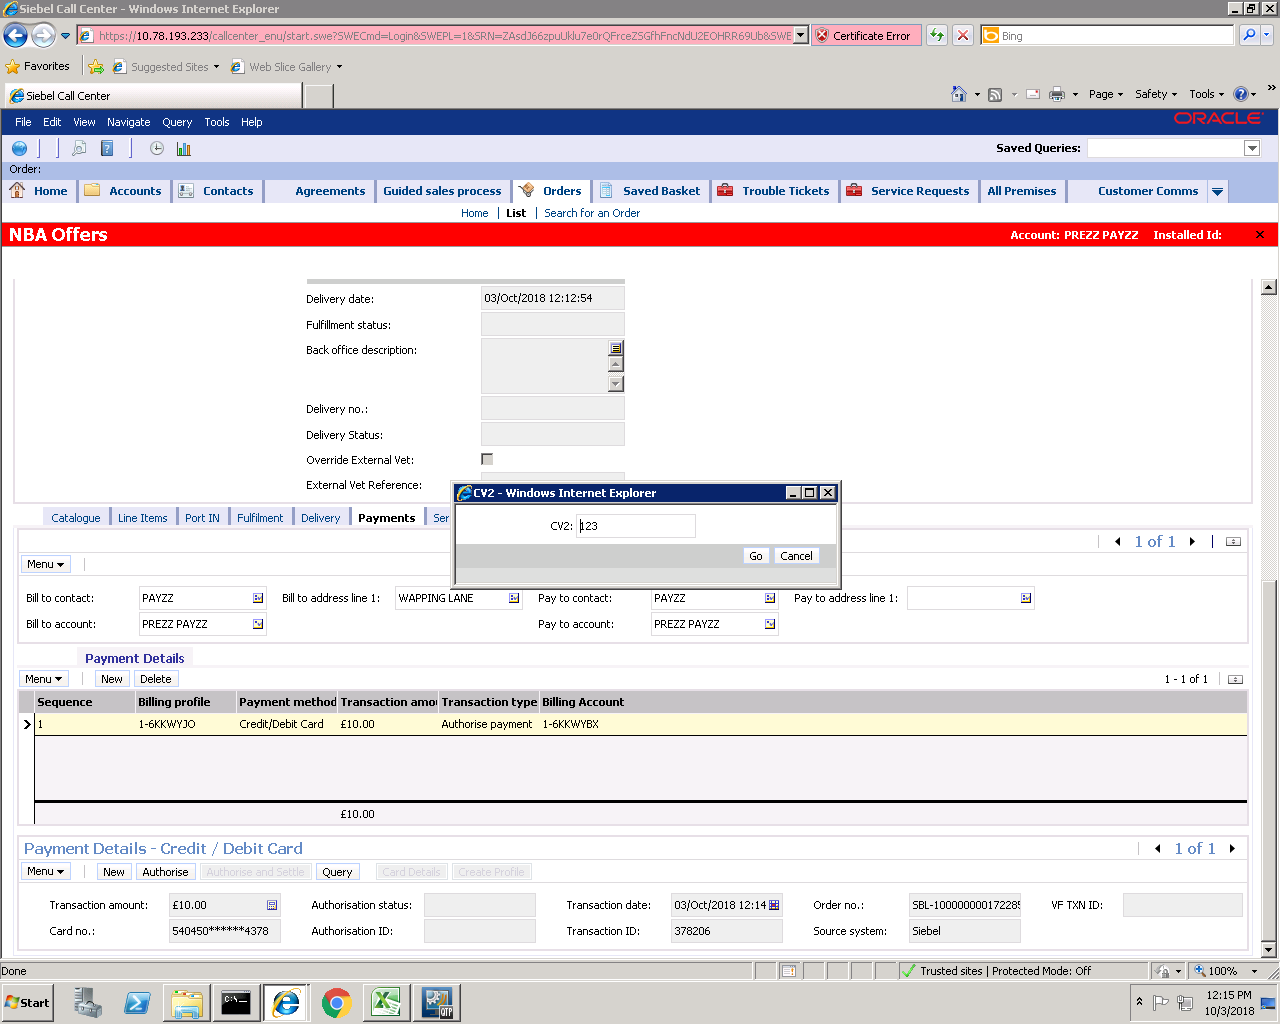 Siebel Call Center - Windows Internet Explorer
https://10.78.193.233/callcenter_enu/start.swe?SWECmd=Login&SWEPL=1&SRN=ZAsdJ66zpuUklu7e0rQFrceZSGfhFncNdU2EOHRR69Ub&SWE Certificate Error Bing
Favorites Suggested Sites Web Slice Gallery
Siebel Call Center Page Safety Tools
File Edit View Navigate Query Tools Help ORACLE
Saved Queries:
Order:
Home Accounts Contacts Agreements Guided sales process Orders Saved Basket Trouble Tickets Service Requests All Premises Customer Comms
Home List Search for an Order
NBA Offers Account: PREZZ PAYZZ Installed Id:
Delivery date: 03/Oct/2018 12:12:54
Fulfillment status:
Back office description:
Delivery no.:
Delivery Status:
Override External Vet:
External Vet Reference:
CV2 - Windows Internet Explorer
CV2: 123
Go Cancel
Catalogue Line Items Port IN Fulfilment Delivery Payments Ser
1 of 1
Menu
Bill to contact: PAYZZ Bill to address line 1: WAPPING LANE Pay to contact: PAYZZ Pay to address line 1:
Bill to account: PREZZ PAYZZ Pay to account: PREZZ PAYZZ
Payment Details
Menu New Delete 1 - 1 of 1
Sequence Billing profile Payment method Transaction amou Transaction type Billing Account
1 1-6KKWYJO Credit/Debit Card £10.00 Authorise payment 1-6KKWYBX
£10.00
Payment Details - Credit / Debit Card 1 of 1
Menu New Authorise Authorise and Settle Query Card Details Create Profile
Transaction amount: £10.00 Authorisation status: Transaction date: 03/Oct/2018 12:14 Order no.: SBL-10000000017228 VF TXN ID:
Card no.: 540450******4378 Authorisation ID: Transaction ID: 378206 Source system: Siebel
Done Trusted sites | Protected Mode: Off 100%
Start C:\ QTP 12:15 PM
10/3/2018